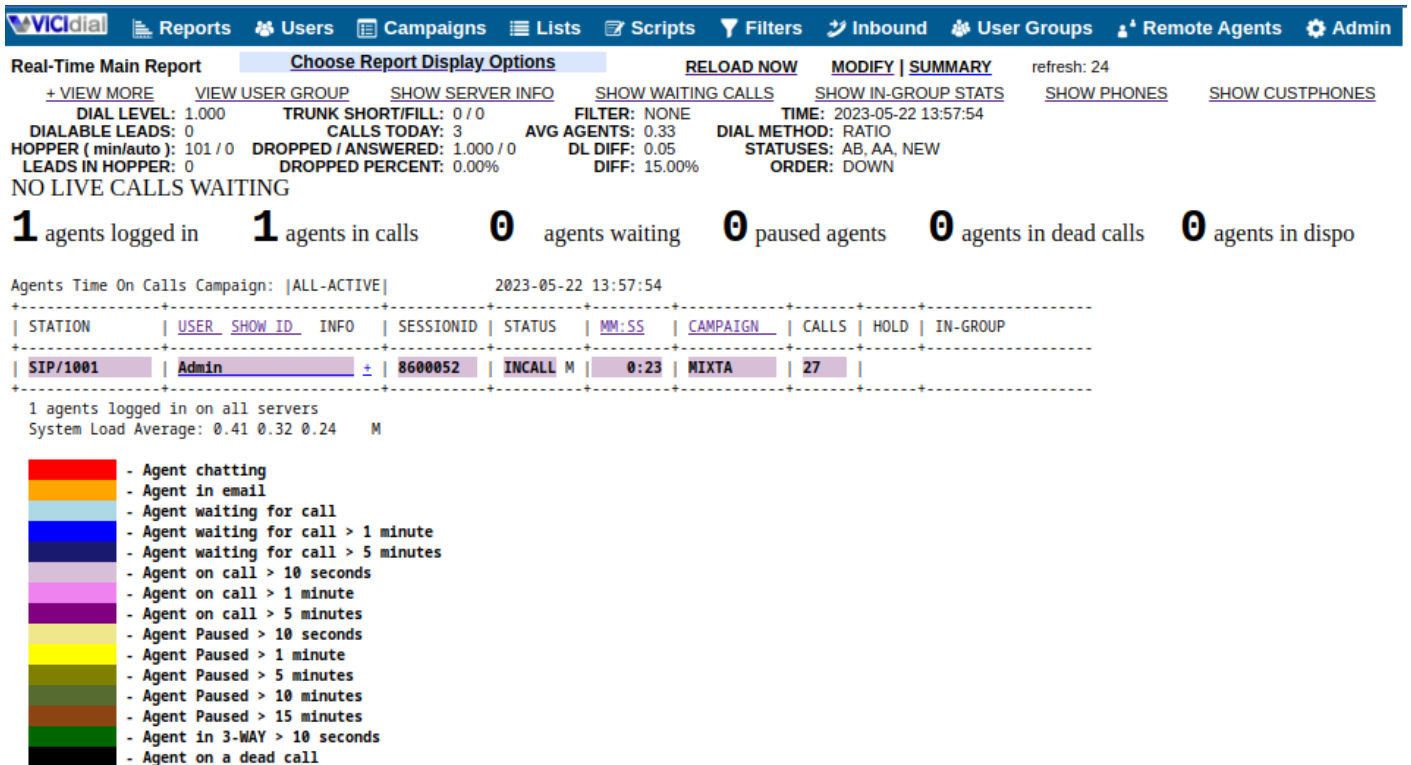 VICIdial Reports Users Campaigns Lists Scripts Filters Inbound User Groups Remote Agents Admin
Real-Time Main Report Choose Report Display Options RELOAD NOW MODIFY | SUMMARY refresh: 24
+ VIEW MORE VIEW USER GROUP SHOW SERVER INFO SHOW WAITING CALLS SHOW IN-GROUP STATS SHOW PHONES SHOW CUSTPHONES
DIAL LEVEL: 1.000 TRUNK SHORT/FILL: 0 / 0 FILTER: NONE TIME: 2023-05-22 13:57:54
DIALABLE LEADS: 0 CALLS TODAY: 3 AVG AGENTS: 0.33 DIAL METHOD: RATIO
HOPPER ( min/auto ): 101 / 0 DROPPED / ANSWERED: 1.000 / 0 DL DIFF: 0.05 STATUSES: AB, AA, NEW
LEADS IN HOPPER: 0 DROPPED PERCENT: 0.00% DIFF: 15.00% ORDER: DOWN
NO LIVE CALLS WAITING
1 agents logged in 1 agents in calls 0 agents waiting 0 paused agents 0 agents in dead calls 0 agents in dispo
Agents Time On Calls Campaign: |ALL-ACTIVE| 2023-05-22 13:57:54
+----------------+------------------------+-----------+----------+---------+------------+-------+------+-------------------
| STATION | USER SHOW ID INFO | SESSIONID | STATUS | MM:SS | CAMPAIGN | CALLS | HOLD | IN-GROUP
+----------------+------------------------+-----------+----------+---------+------------+-------+------+-------------------
| SIP/1001 | Admin + | 8600052 | INCALL M | 0:23 | MIXTA | 27 |
+----------------+------------------------+-----------+----------+---------+------------+-------+------+-------------------
1 agents logged in on all servers
System Load Average: 0.41 0.32 0.24 M
- Agent chatting
- Agent in email
- Agent waiting for call
- Agent waiting for call > 1 minute
- Agent waiting for call > 5 minutes
- Agent on call > 10 seconds
- Agent on call > 1 minute
- Agent on call > 5 minutes
- Agent Paused > 10 seconds
- Agent Paused > 1 minute
- Agent Paused > 5 minutes
- Agent Paused > 10 minutes
- Agent Paused > 15 minutes
- Agent in 3-WAY > 10 seconds
- Agent on a dead call